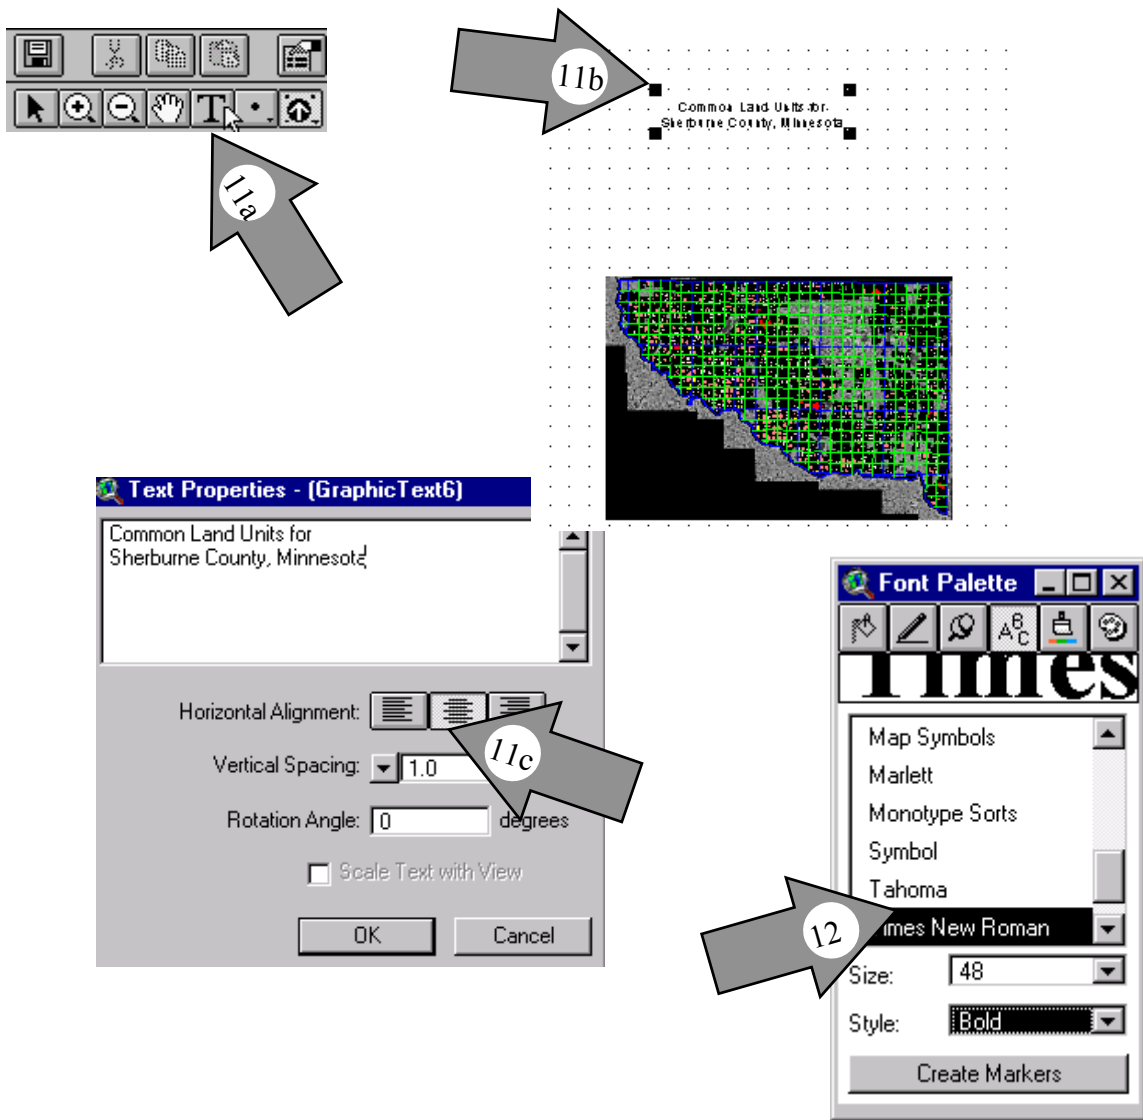 T
11a
11b
Common Land Units for
Sherburne County, Minnesota
Text Properties - (GraphicText6)
Common Land Units for
Sherburne County, Minnesota
Horizontal Alignment:
11c
Vertical Spacing: 1.0
Rotation Angle: 0 degrees
Scale Text with View
OK Cancel
Font Palette
ABC
Times
Map Symbols
Marlett
Monotype Sorts
Symbol
Tahoma
12
Times New Roman
Size: 48
Style: Bold
Create Markers